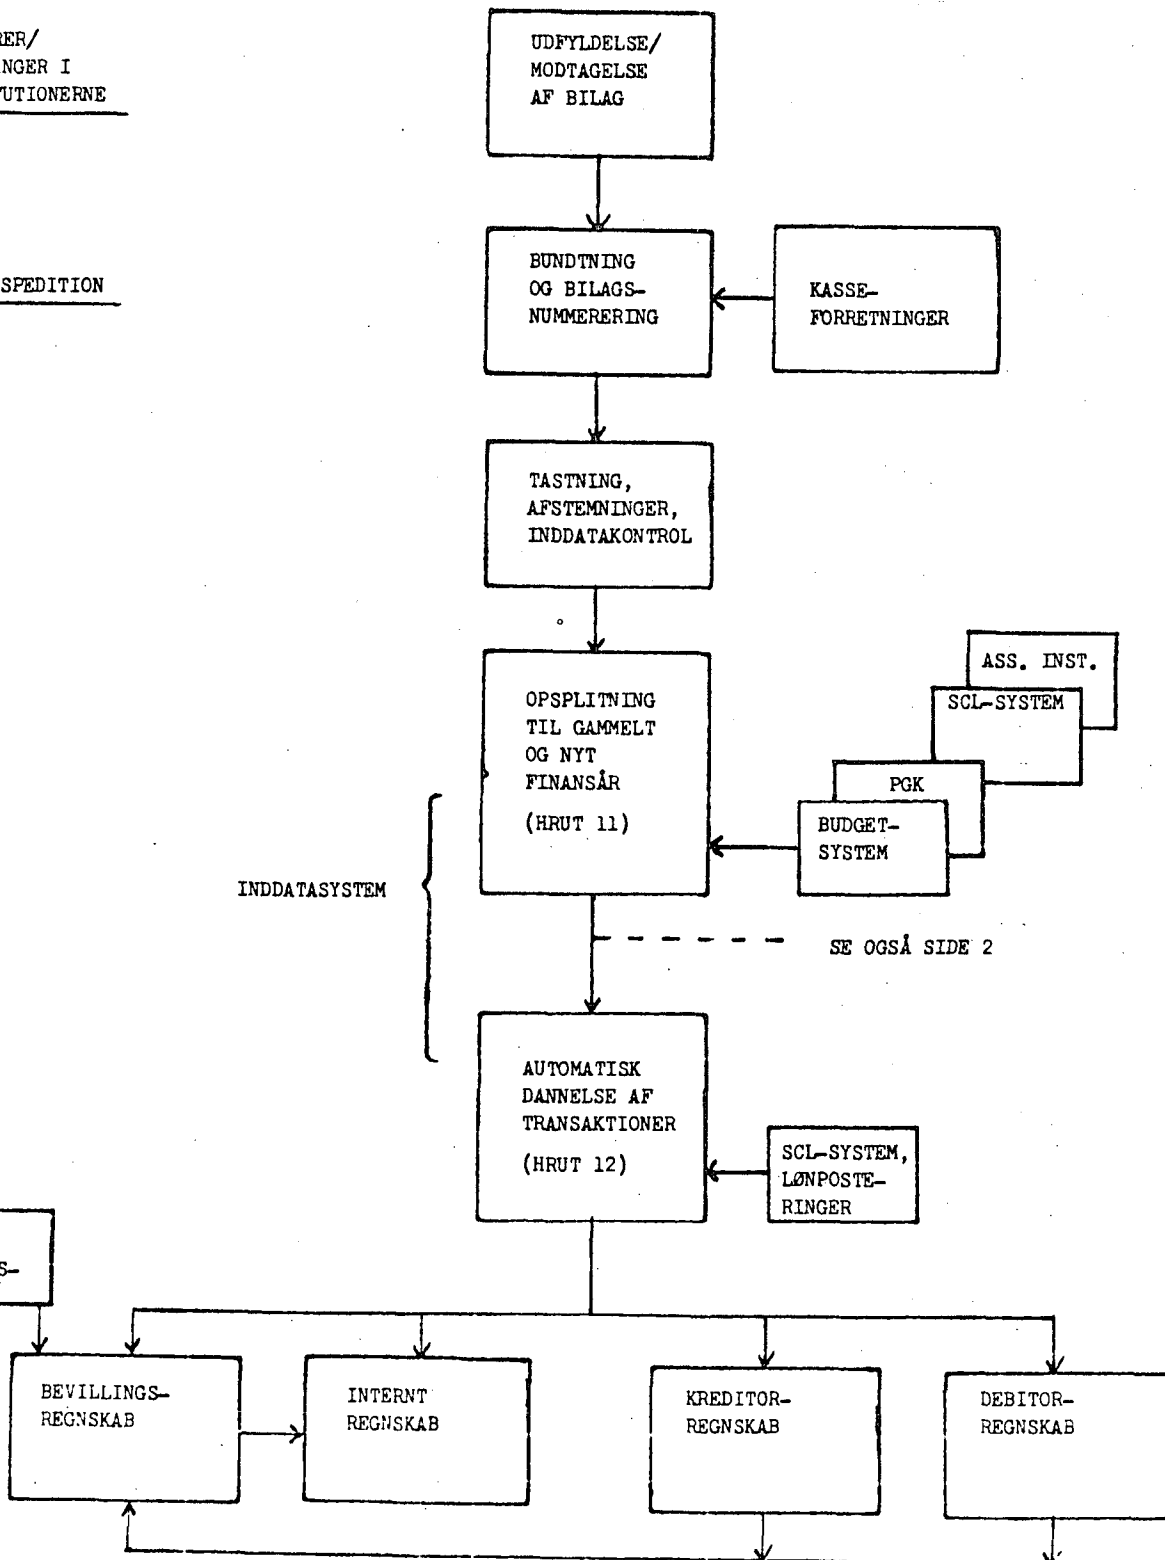 RER/
NGER I
TUTIONERNE
UDFYLDELSE/
MODTAGELSE
AF BILAG
SPEDITION
BUNDTNING
OG BILAGS-
NUMMERERING
KASSE-
FORRETNINGER
TASTNING,
AFSTEMNINGER,
INDDATAKONTROL
OPSPLITNING
TIL GAMMELT
OG NYT
FINANSÅR
(HRUT 11)
ASS. INST.
SCL-SYSTEM
PGK
BUDGET-
SYSTEM
INDDATASYSTEM
SE OGSÅ SIDE 2
AUTOMATISK
DANNELSE AF
TRANSAKTIONER
(HRUT 12)
SCL-SYSTEM,
LØNPOSTE-
RINGER
S-
BEVILLINGS-
REGNSKAB
INTERNT
REGNSKAB
KREDITOR-
REGNSKAB
DEBITOR-
REGNSKAB